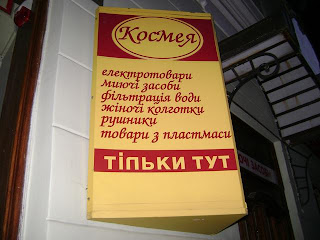 Космея
електротовари
миючі засоби
фільтрація води
жіночі колготки
рушники
товари з пластмаси
ТІЛЬКИ ТУТ